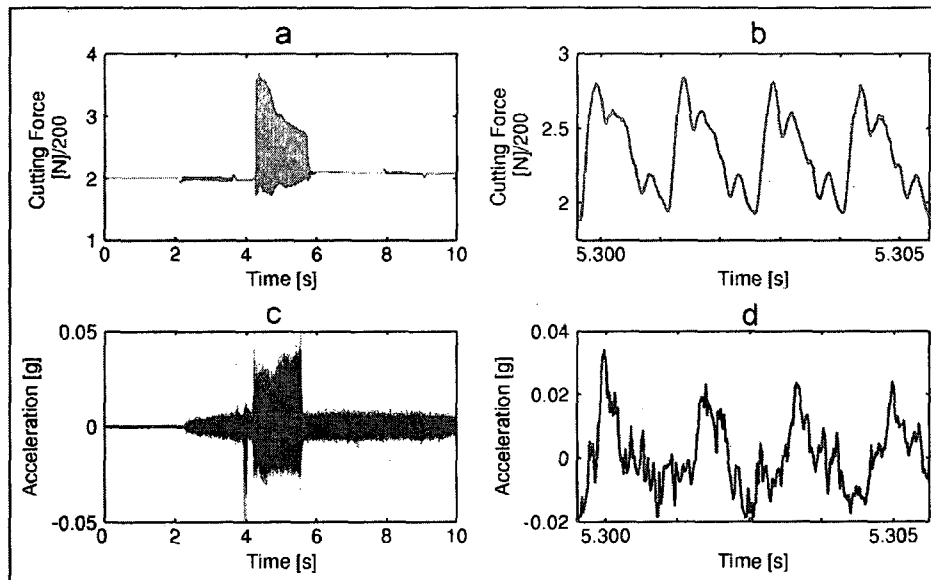 a
4
3
2
1
Cutting Force
[N]/200
0 2 4 6 8 10
Time [s]
b
3
2.5
2
Cutting Force
[N]/200
5.300 5.305
Time [s]
c
0.05
0
-0.05
Acceleration [g]
0 2 4 6 8 10
Time [s]
d
0.04
0.02
0
-0.02
Acceleration [g]
5.300 5.305
Time [s]